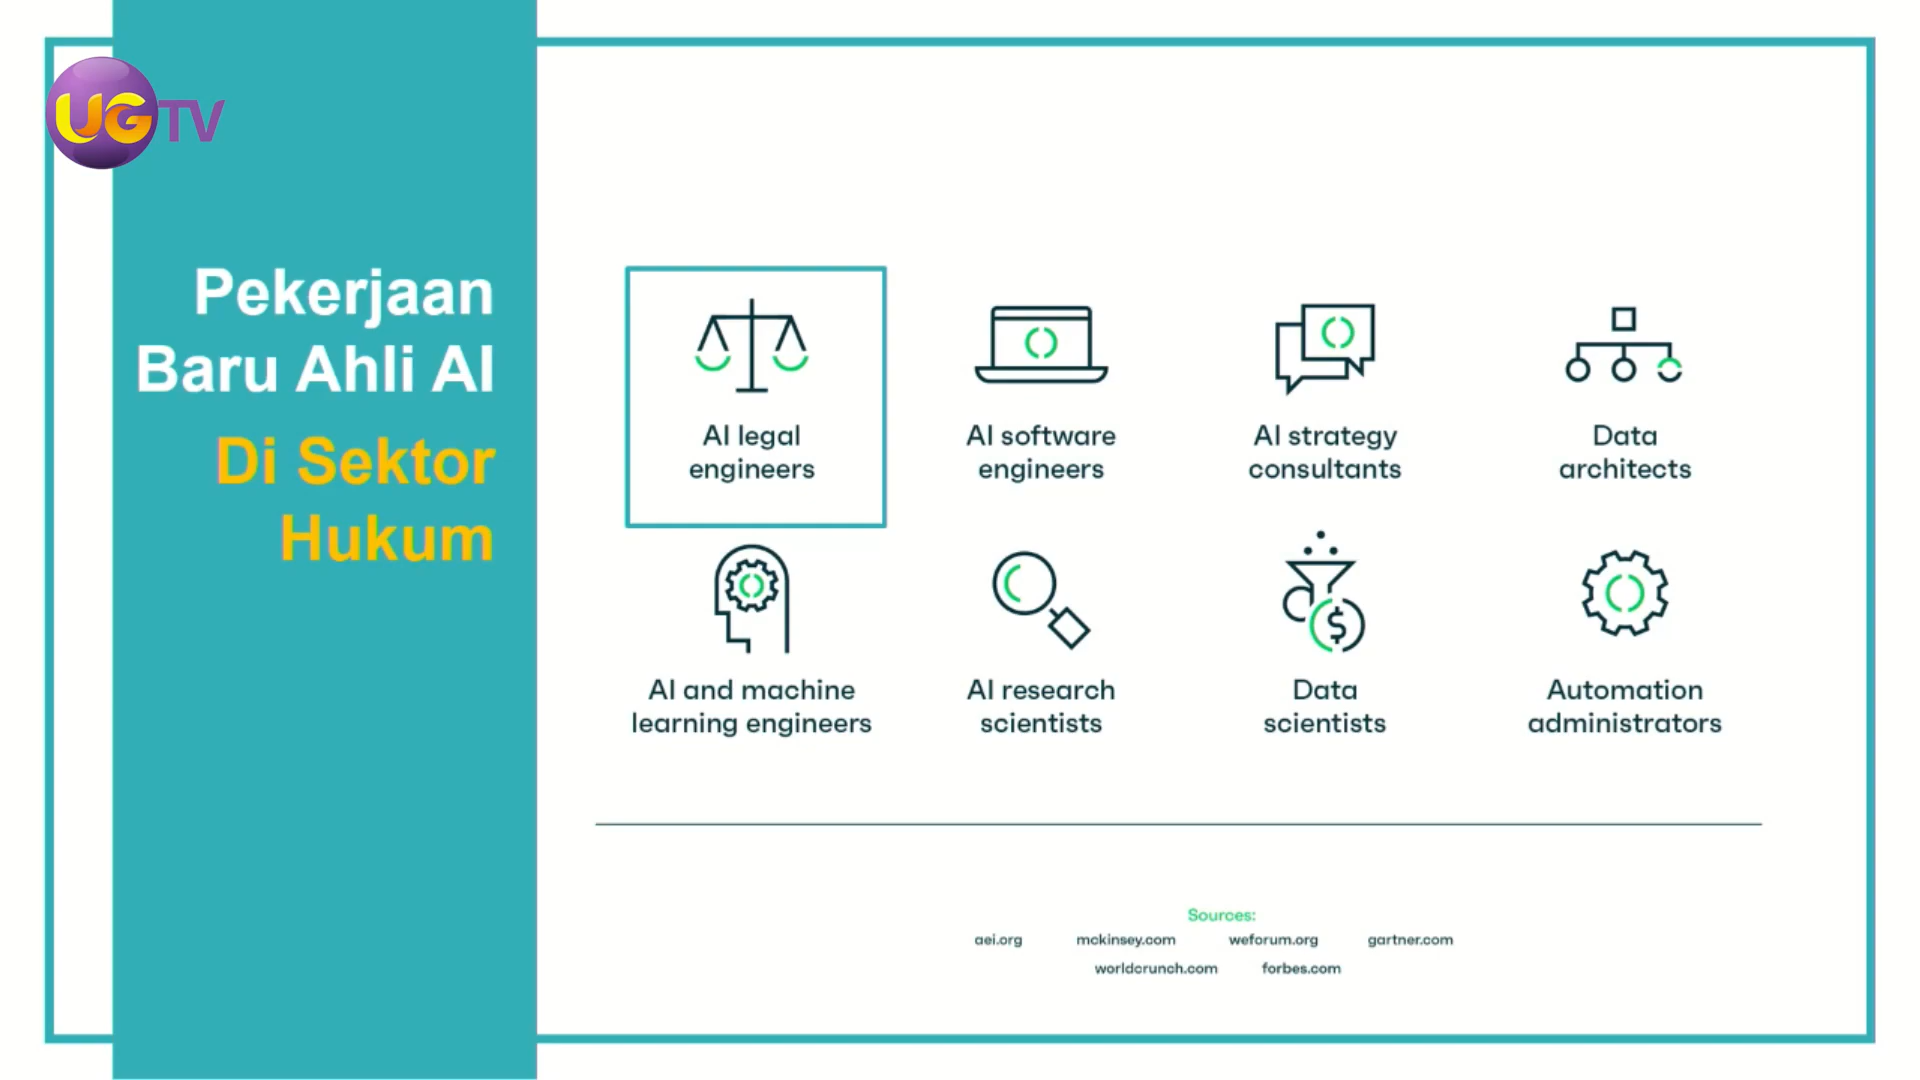 UGTV
Pekerjaan
Baru Ahli AI
Di Sektor
Hukum
AI legal
engineers
AI software
engineers
AI strategy
consultants
Data
architects
AI and machine
learning engineers
AI research
scientists
Data
scientists
$
Automation
administrators
Sources:
aei.org mckinsey.com weforum.org gartner.com
worldcrunch.com forbes.com